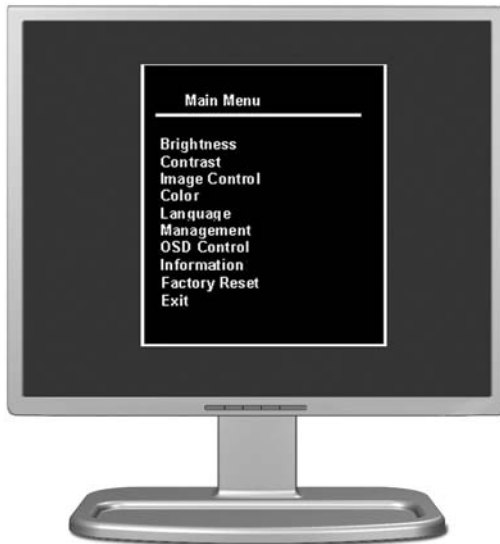 Main Menu
Brightness
Contrast
Image Control
Color
Language
Management
OSD Control
Information
Factory Reset
Exit